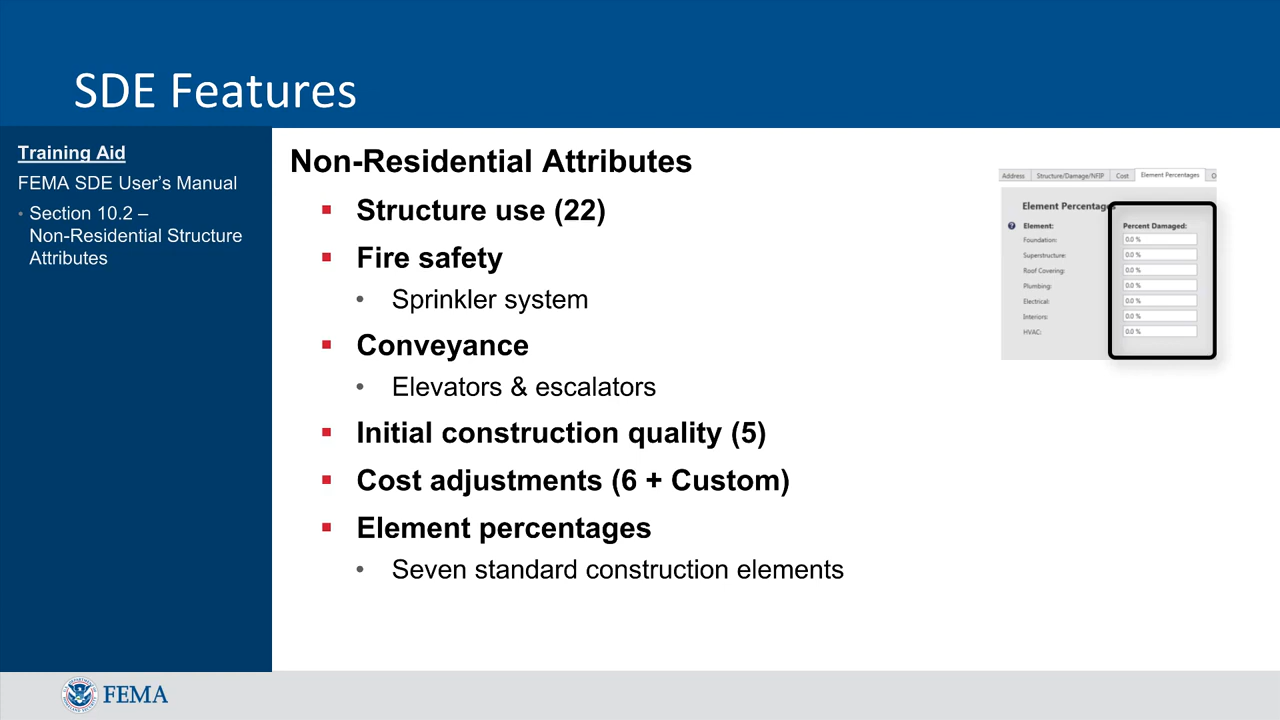 SDE Features
Training Aid
FEMA SDE User’s Manual
• Section 10.2 –
Non-Residential Structure
Attributes
Non-Residential Attributes
▪ Structure use (22)
▪ Fire safety
• Sprinkler system
▪ Conveyance
• Elevators & escalators
▪ Initial construction quality (5)
▪ Cost adjustments (6 + Custom)
▪ Element percentages
• Seven standard construction elements
Address Structure/Damage/NFIP Cost Element Percentages O
Element Percentages
Element: Percent Damaged:
Foundation: 0.0 %
Superstructure: 0.0 %
Roof Covering: 0.0 %
Plumbing: 0.0 %
Electrical: 0.0 %
Interiors: 0.0 %
HVAC: 0.0 %
FEMA